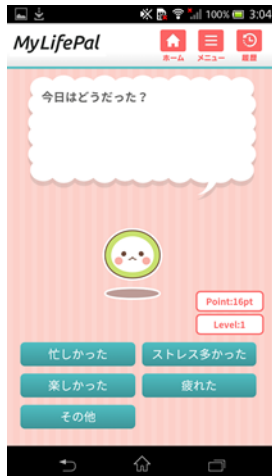 100% 3:04
MyLifePal
ホーム メニュー 履歴
今日はどうだった？
Point:16pt
Level:1
忙しかった ストレス多かった
楽しかった 疲れた
その他